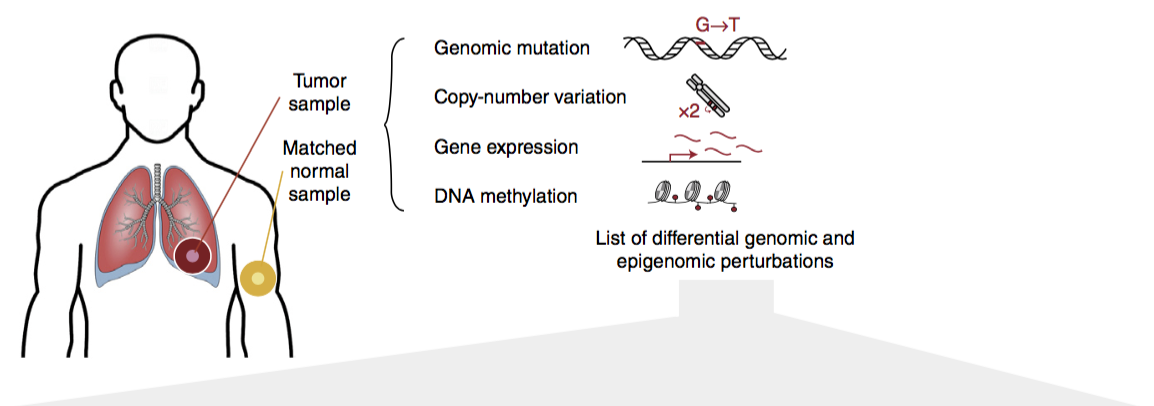 G→T
Genomic mutation
Tumor
sample
Copy-number variation
x2
Matched
normal
sample
Gene expression
DNA methylation
List of differential genomic and
epigenomic perturbations